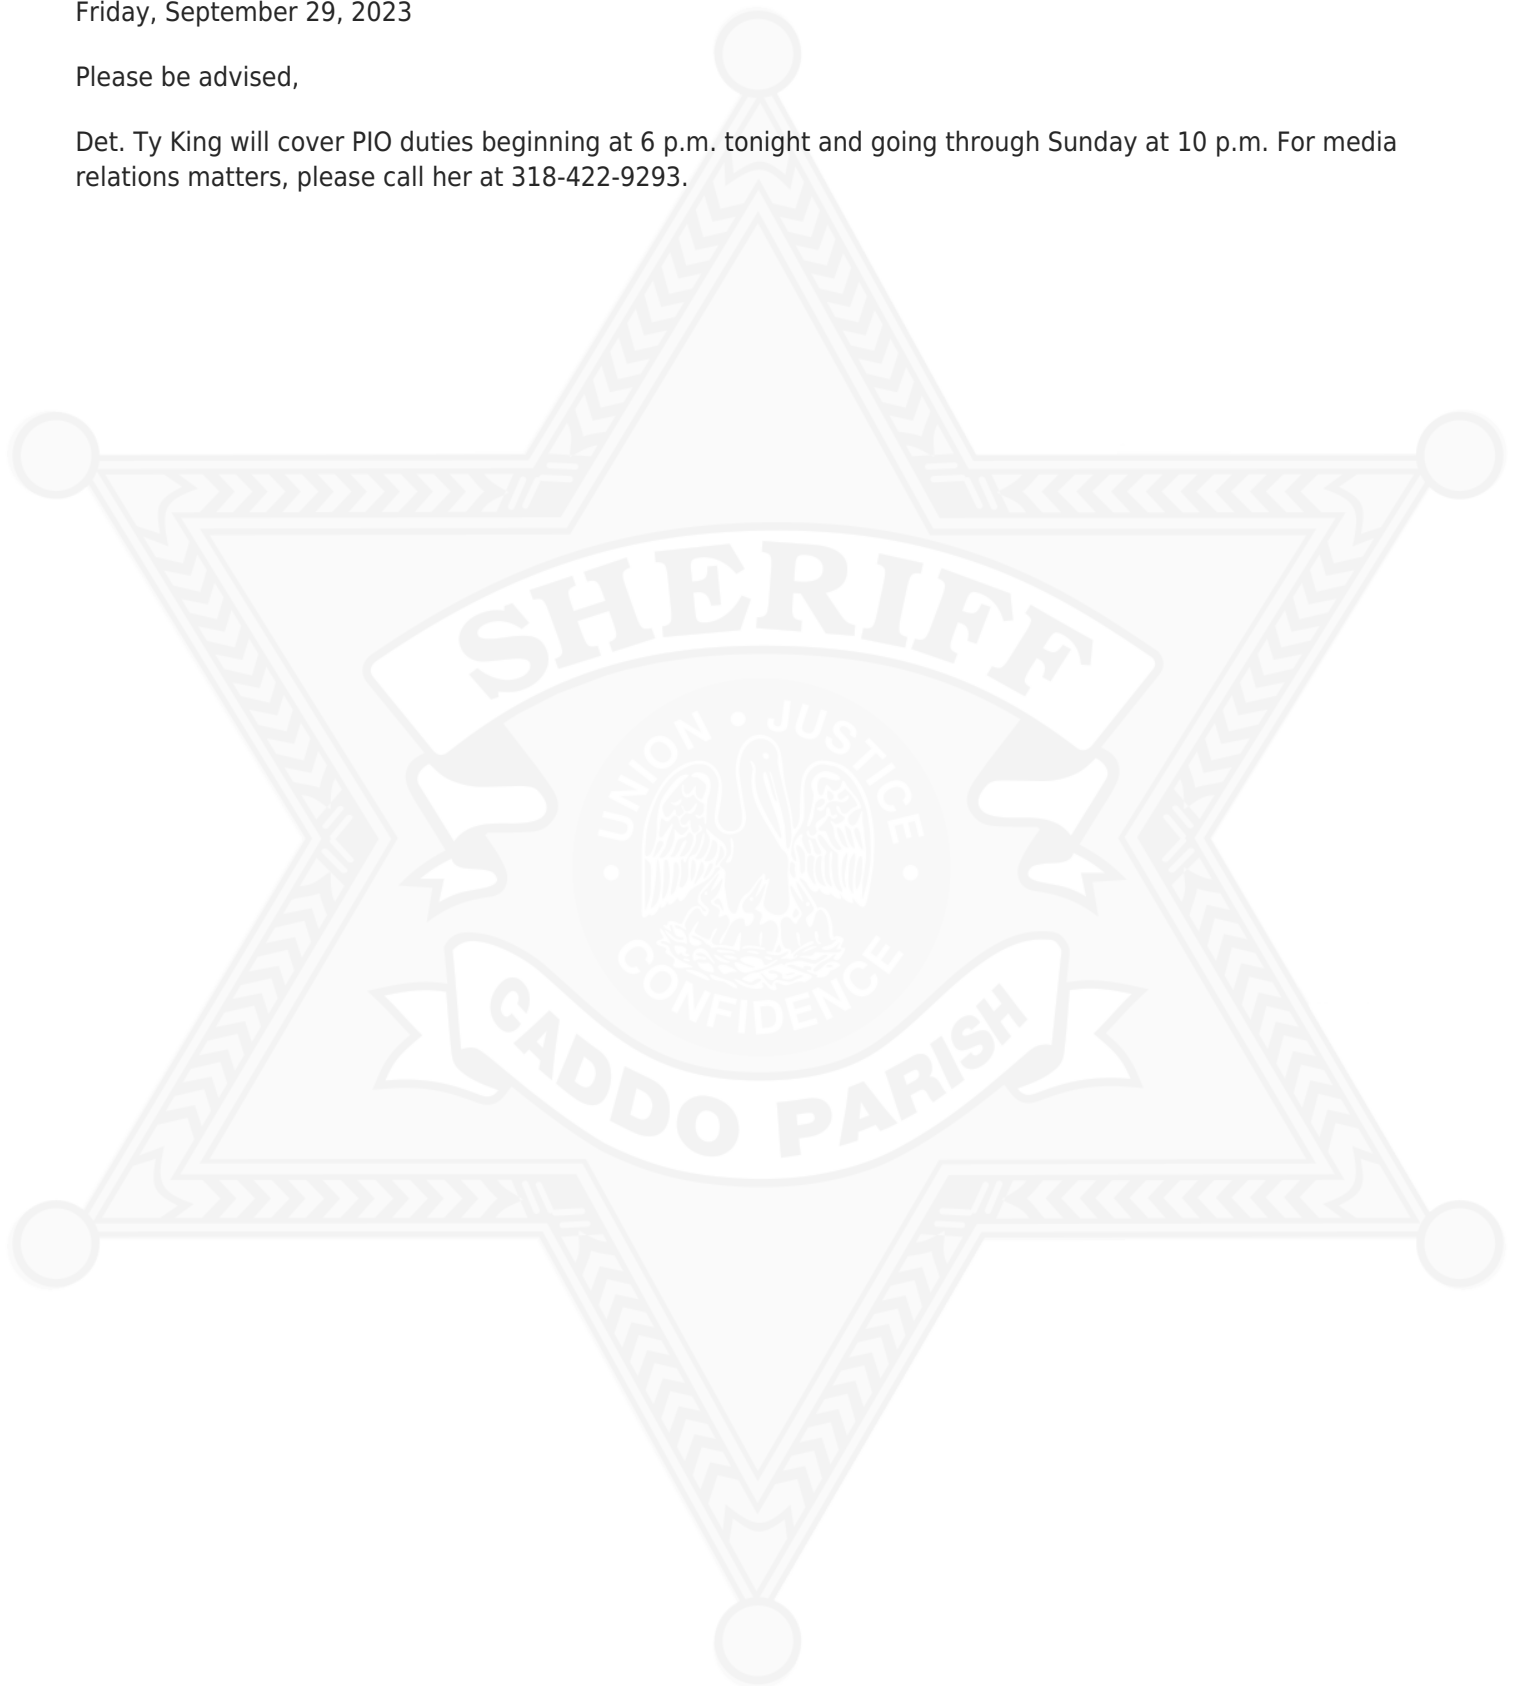 Friday, September 29, 2023
Please be advised,
Det. Ty King will cover PIO duties beginning at 6 p.m. tonight and going through Sunday at 10 p.m. For media
relations matters, please call her at 318-422-9293.
SHERIFF
UNION • JUSTICE
• CONFIDENCE •
CADDO PARISH